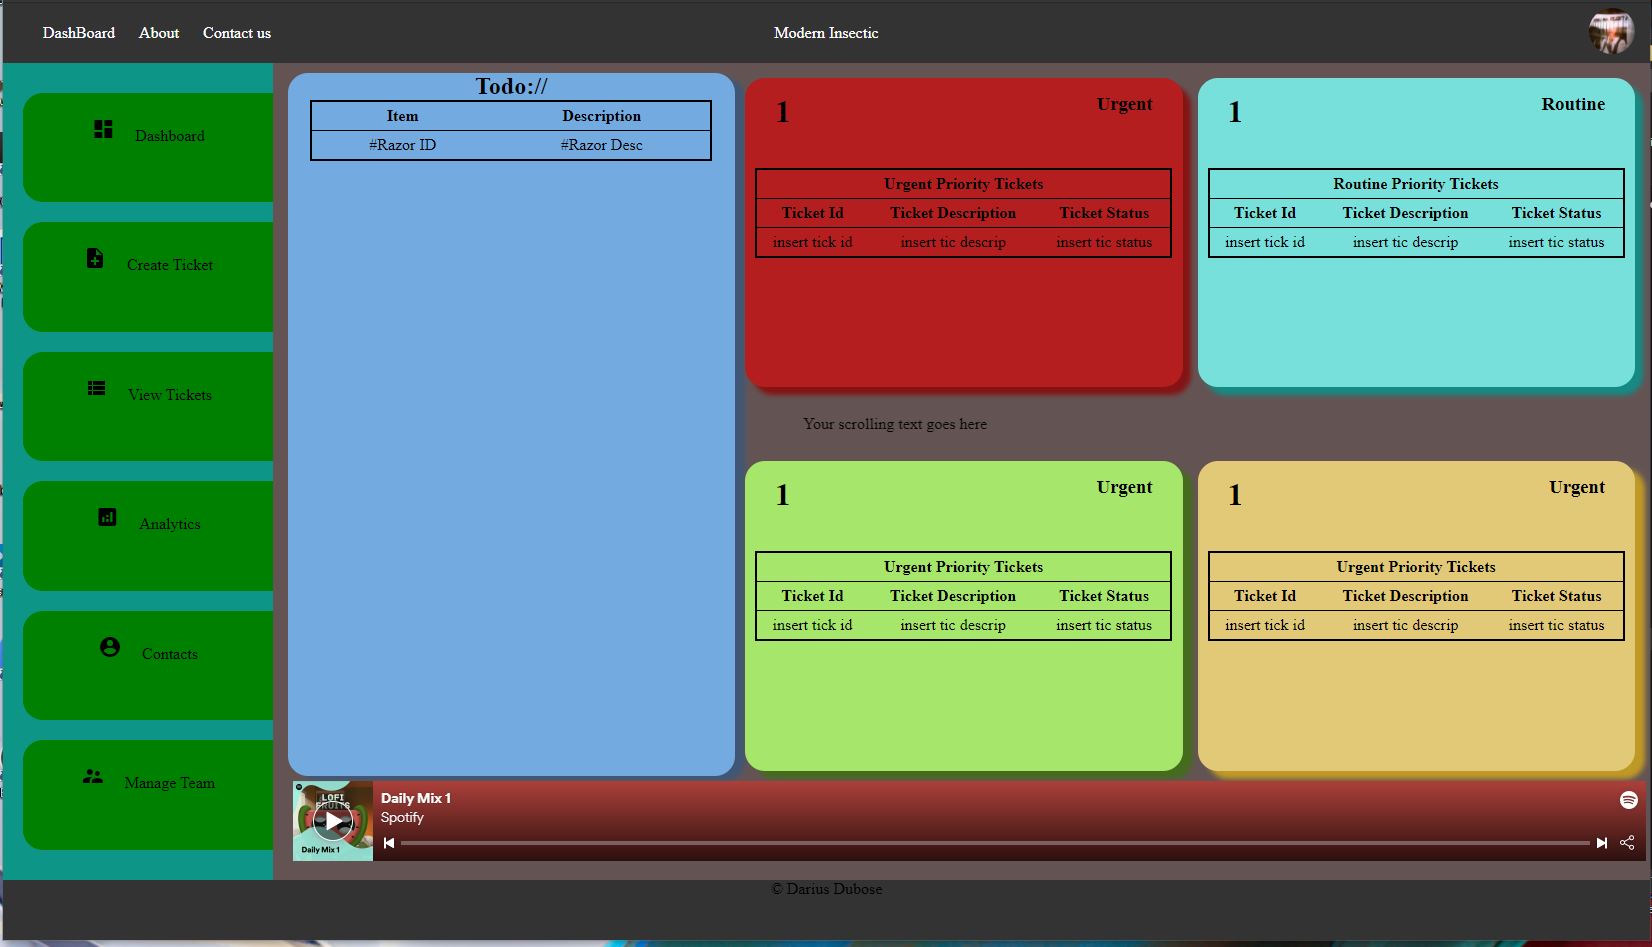 DashBoard About Contact us Modern Insectic
Dashboard
Create Ticket
View Tickets
Analytics
Contacts
Manage Team
Todo://
Item Description
#Razor ID #Razor Desc
1 Urgent
Urgent Priority Tickets
Ticket Id Ticket Description Ticket Status
insert tick id insert tic descrip insert tic status
1 Routine
Routine Priority Tickets
Ticket Id Ticket Description Ticket Status
insert tick id insert tic descrip insert tic status
Your scrolling text goes here
1 Urgent
Urgent Priority Tickets
Ticket Id Ticket Description Ticket Status
insert tick id insert tic descrip insert tic status
1 Urgent
Urgent Priority Tickets
Ticket Id Ticket Description Ticket Status
insert tick id insert tic descrip insert tic status
LOFI
FRUITS
Daily Mix 1
Daily Mix 1
Spotify
© Darius Dubose